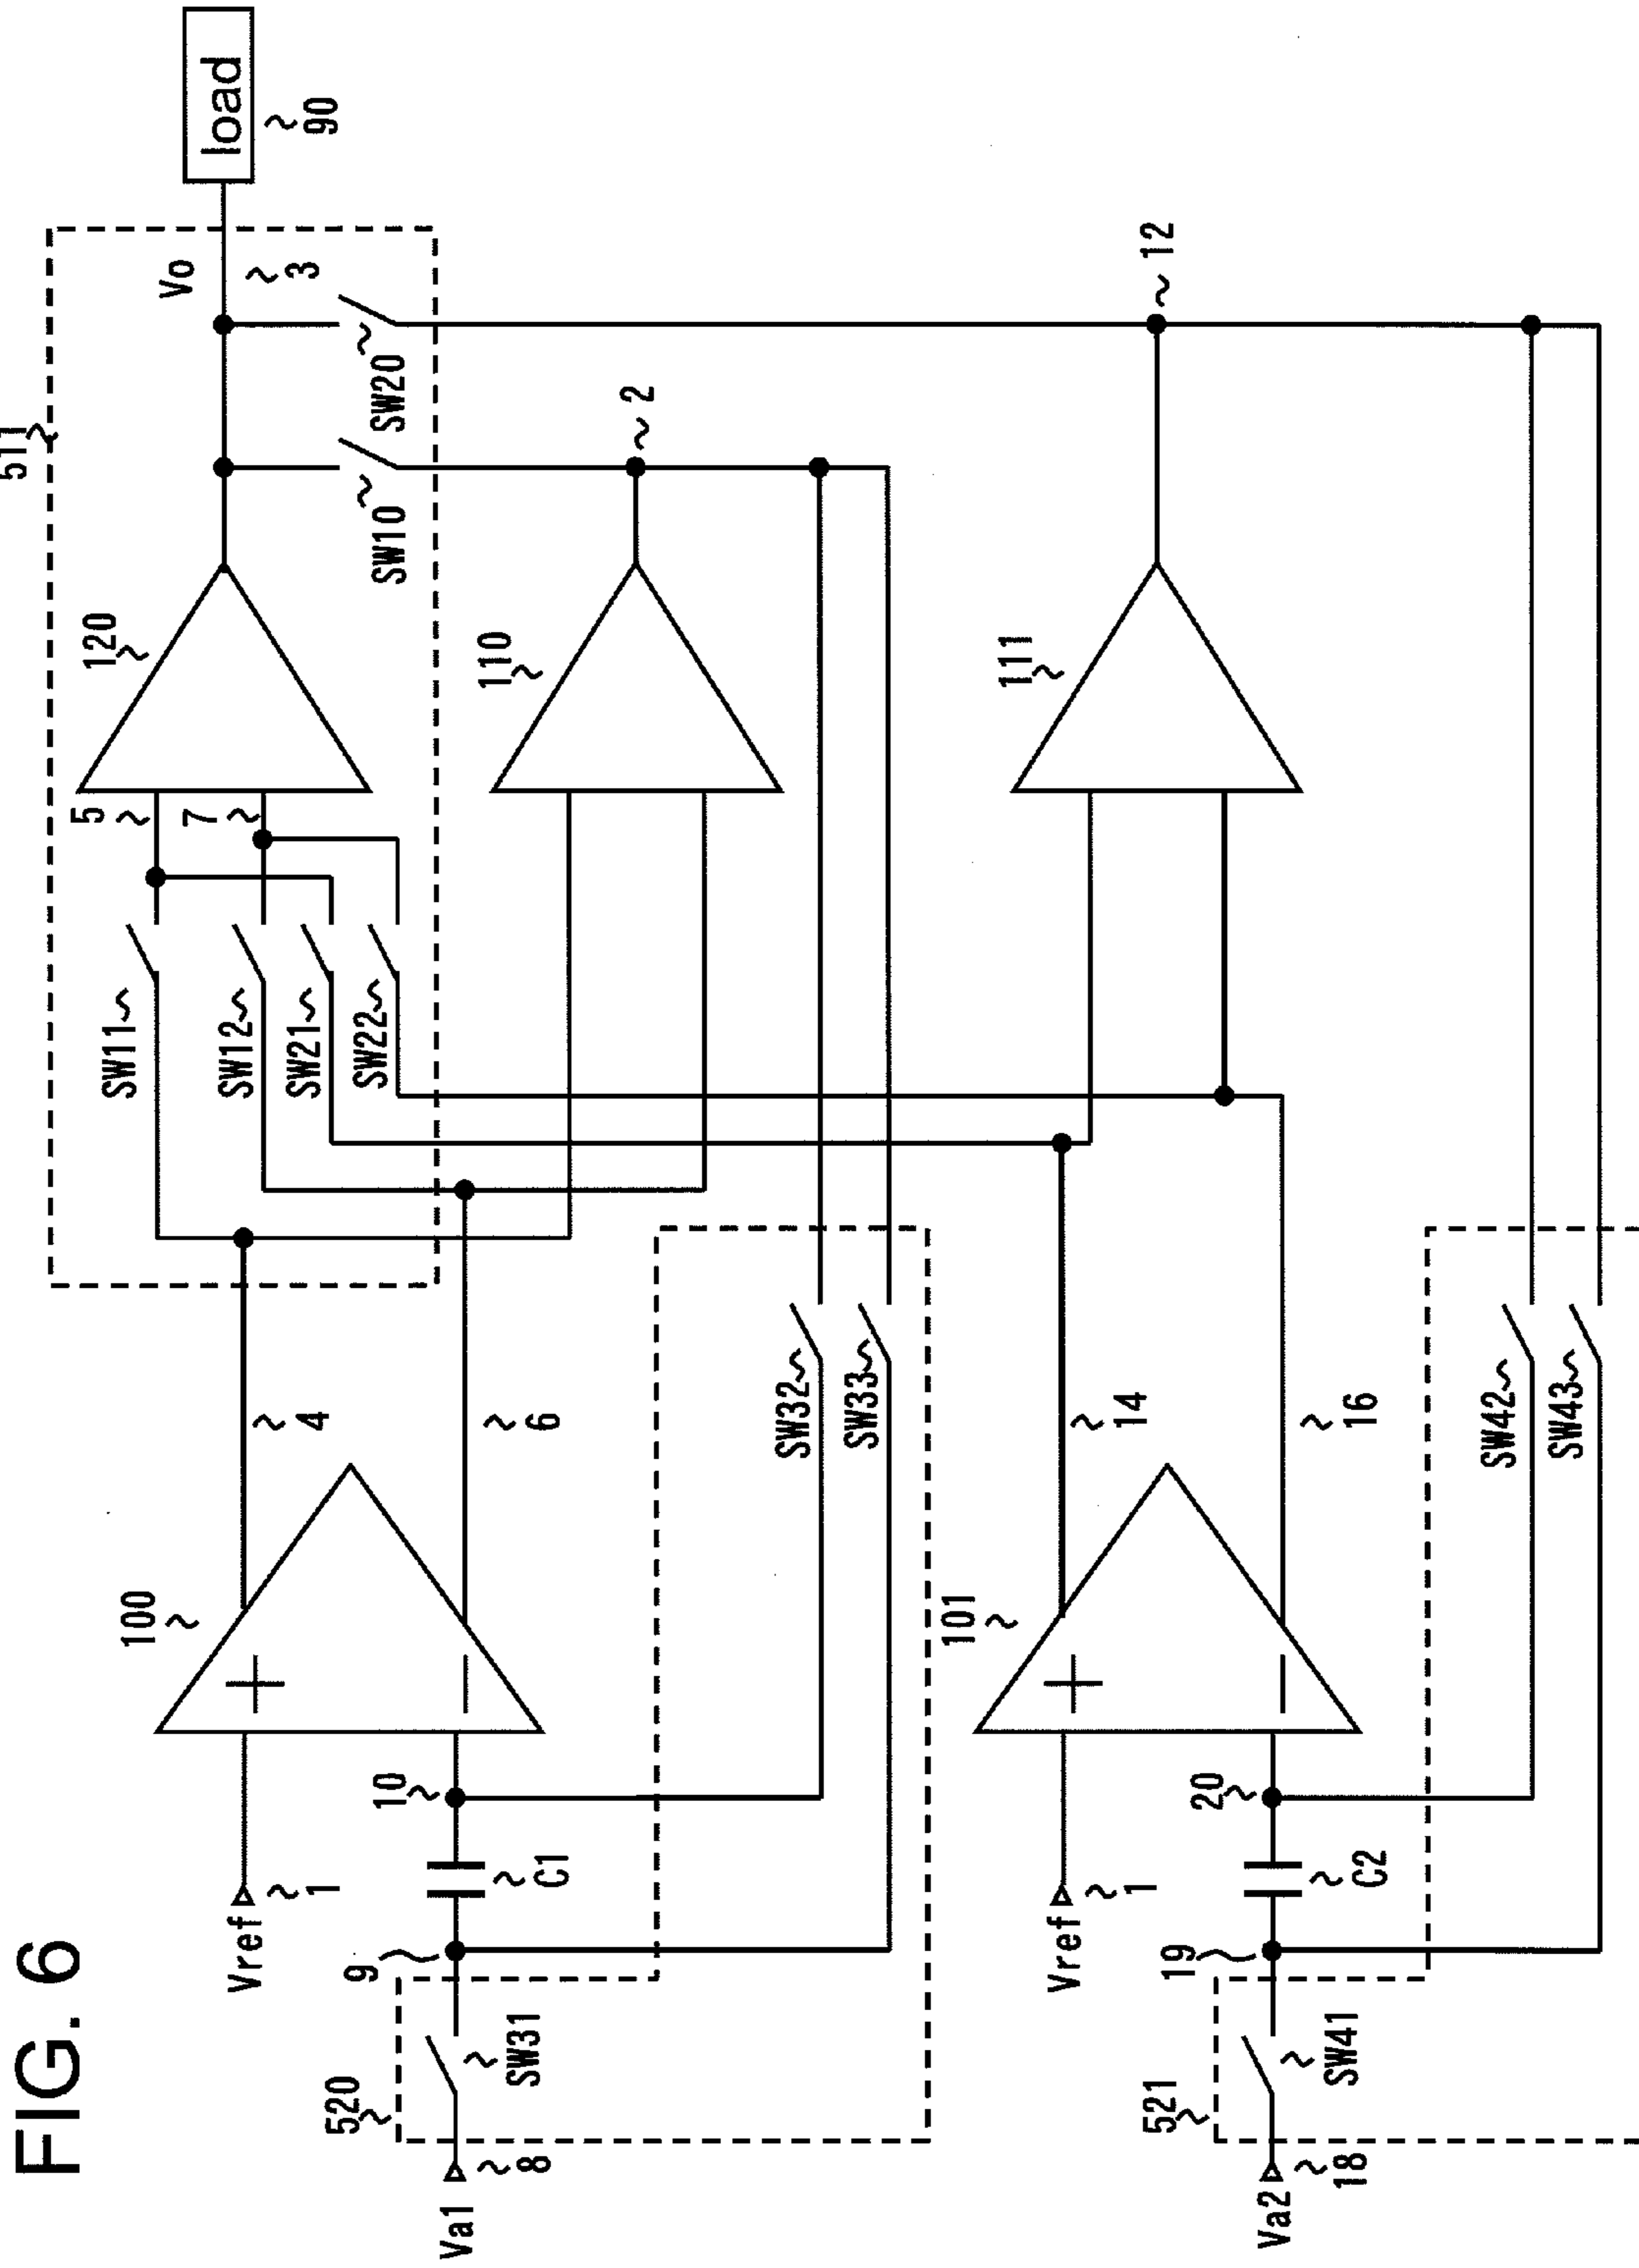 FIG. 6
511
load
90
Vo
3
SW20
SW10
120
5
7
SW11
SW12
SW21
SW22
110
2
111
12
100
4
6
Vref
1
10
9
C1
SW32
SW33
520
SW31
Va1
8
101
14
16
Vref
1
20
19
C2
SW42
SW43
521
SW41
Va2
18